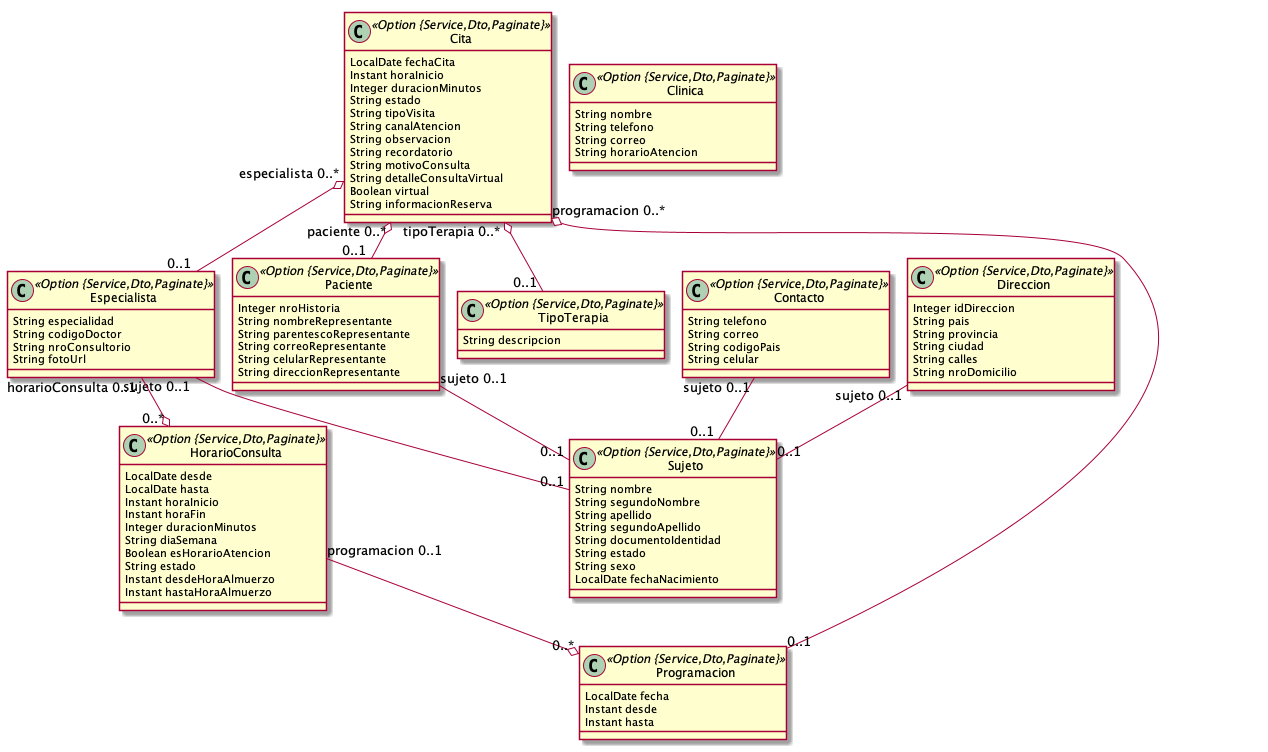 C «Option {Service,Dto,Paginate}»
Cita
LocalDate fechaCita
Instant horaInicio
Integer duracionMinutos
String estado
String tipoVisita
String canalAtencion
String observacion
String recordatorio
String motivoConsulta
String detalleConsultaVirtual
Boolean virtual
String informacionReserva
C «Option {Service,Dto,Paginate}»
Clinica
String nombre
String telefono
String correo
String horarioAtencion
especialista 0..*
0..1
paciente 0..*
0..1
tipoTerapia 0..*
0..1
programacion 0..*
0..1
C «Option {Service,Dto,Paginate}»
Especialista
String especialidad
String codigoDoctor
String nroConsultorio
String fotoUrl
C «Option {Service,Dto,Paginate}»
Paciente
Integer nroHistoria
String nombreRepresentante
String parentescoRepresentante
String correoRepresentante
String celularRepresentante
String direccionRepresentante
C «Option {Service,Dto,Paginate}»
TipoTerapia
String descripcion
C «Option {Service,Dto,Paginate}»
Contacto
String telefono
String correo
String codigoPais
String celular
C «Option {Service,Dto,Paginate}»
Direccion
Integer idDireccion
String pais
String provincia
String ciudad
String calles
String nroDomicilio
horarioConsulta 0..1
0..*
sujeto 0..1
0..1
sujeto 0..1
0..1
sujeto 0..1
0..1
sujeto 0..1
0..1
C «Option {Service,Dto,Paginate}»
HorarioConsulta
LocalDate desde
LocalDate hasta
Instant horaInicio
Instant horaFin
Integer duracionMinutos
String diaSemana
Boolean esHorarioAtencion
String estado
Instant desdeHoraAlmuerzo
Instant hastaHoraAlmuerzo
C «Option {Service,Dto,Paginate}»
Sujeto
String nombre
String segundoNombre
String apellido
String segundoApellido
String documentoIdentidad
String estado
String sexo
LocalDate fechaNacimiento
programacion 0..1
0..*
C «Option {Service,Dto,Paginate}»
Programacion
LocalDate fecha
Instant desde
Instant hasta